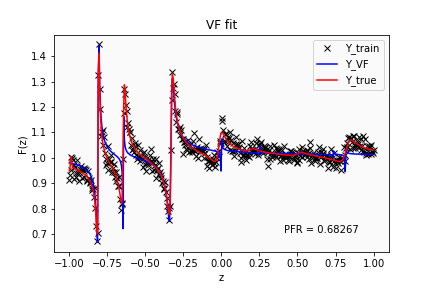 VF fit
Y_train
Y_VF
Y_true
F(z)
1.4
1.3
1.2
1.1
1.0
0.9
0.8
0.7
PFR = 0.68267
−1.00 −0.75 −0.50 −0.25 0.00 0.25 0.50 0.75 1.00
z